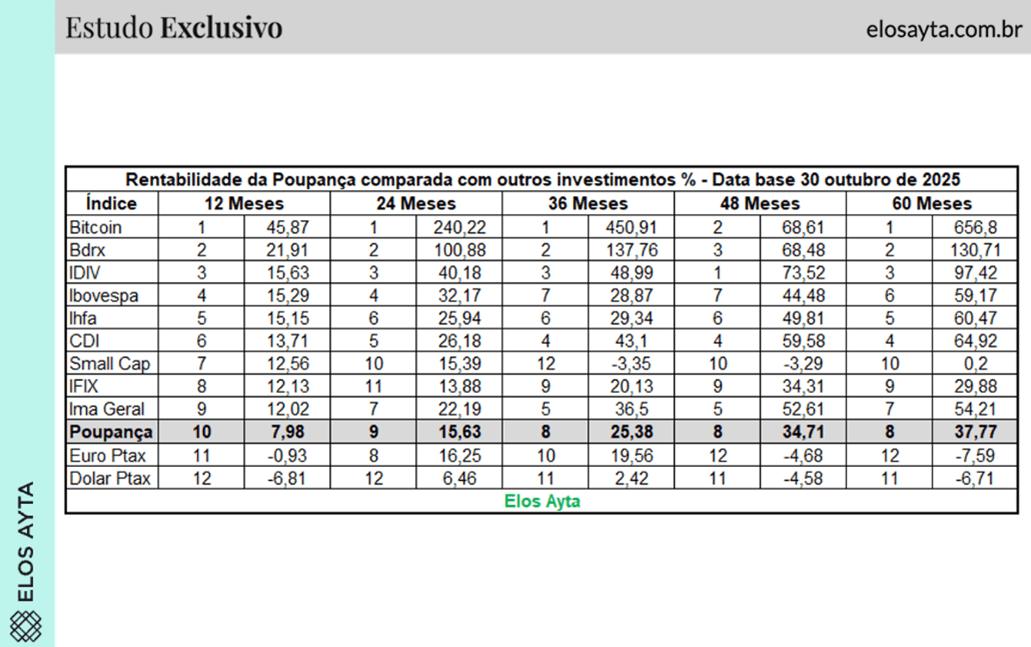 Estudo Exclusivo
elosayta.com.br
Rentabilidade da Poupança comparada com outros investimentos % - Data base 30 outubro de 2025
Índice 12 Meses 24 Meses 36 Meses 48 Meses 60 Meses
Bitcoin 1 45,87 1 240,22 1 450,91 2 68,61 1 656,8
Bdrx 2 21,91 2 100,88 2 137,76 3 68,48 2 130,71
IDIV 3 15,63 3 40,18 3 48,99 1 73,52 3 97,42
Ibovespa 4 15,29 4 32,17 7 28,87 7 44,48 6 59,17
Ihfa 5 15,15 6 25,94 6 29,34 6 49,81 5 60,47
CDI 6 13,71 5 26,18 4 43,1 4 59,58 4 64,92
Small Cap 7 12,56 10 15,39 12 -3,35 10 -3,29 10 0,2
IFIX 8 12,13 11 13,88 9 20,13 9 34,31 9 29,88
Ima Geral 9 12,02 7 22,19 5 36,5 5 52,61 7 54,21
Poupança 10 7,98 9 15,63 8 25,38 8 34,71 8 37,77
Euro Ptax 11 -0,93 8 16,25 10 19,56 12 -4,68 12 -7,59
Dolar Ptax 12 -6,81 12 6,46 11 2,42 11 -4,58 11 -6,71
Elos Ayta
ELOS AYTA